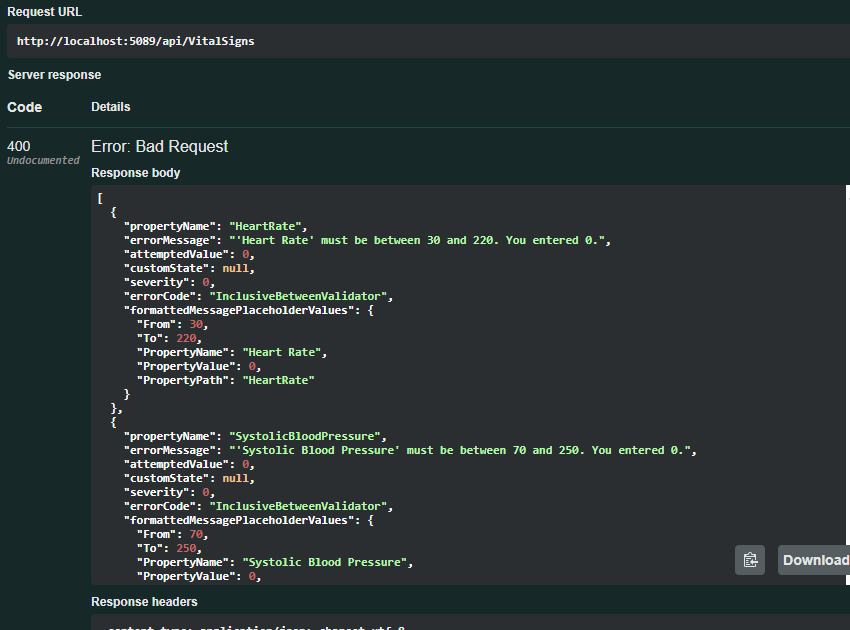 Request URL
http://localhost:5089/api/VitalSigns
Server response
Code Details
400 Error: Bad Request
Undocumented
Response body
[
  {
    "propertyName": "HeartRate",
    "errorMessage": "'Heart Rate' must be between 30 and 220. You entered 0.",
    "attemptedValue": 0,
    "customState": null,
    "severity": 0,
    "errorCode": "InclusiveBetweenValidator",
    "formattedMessagePlaceholderValues": {
      "From": 30,
      "To": 220,
      "PropertyName": "Heart Rate",
      "PropertyValue": 0,
      "PropertyPath": "HeartRate"
    }
  },
  {
    "propertyName": "SystolicBloodPressure",
    "errorMessage": "'Systolic Blood Pressure' must be between 70 and 250. You entered 0.",
    "attemptedValue": 0,
    "customState": null,
    "severity": 0,
    "errorCode": "InclusiveBetweenValidator",
    "formattedMessagePlaceholderValues": {
      "From": 70,
      "To": 250,
      "PropertyName": "Systolic Blood Pressure",
      "PropertyValue": 0,
Download
Response headers